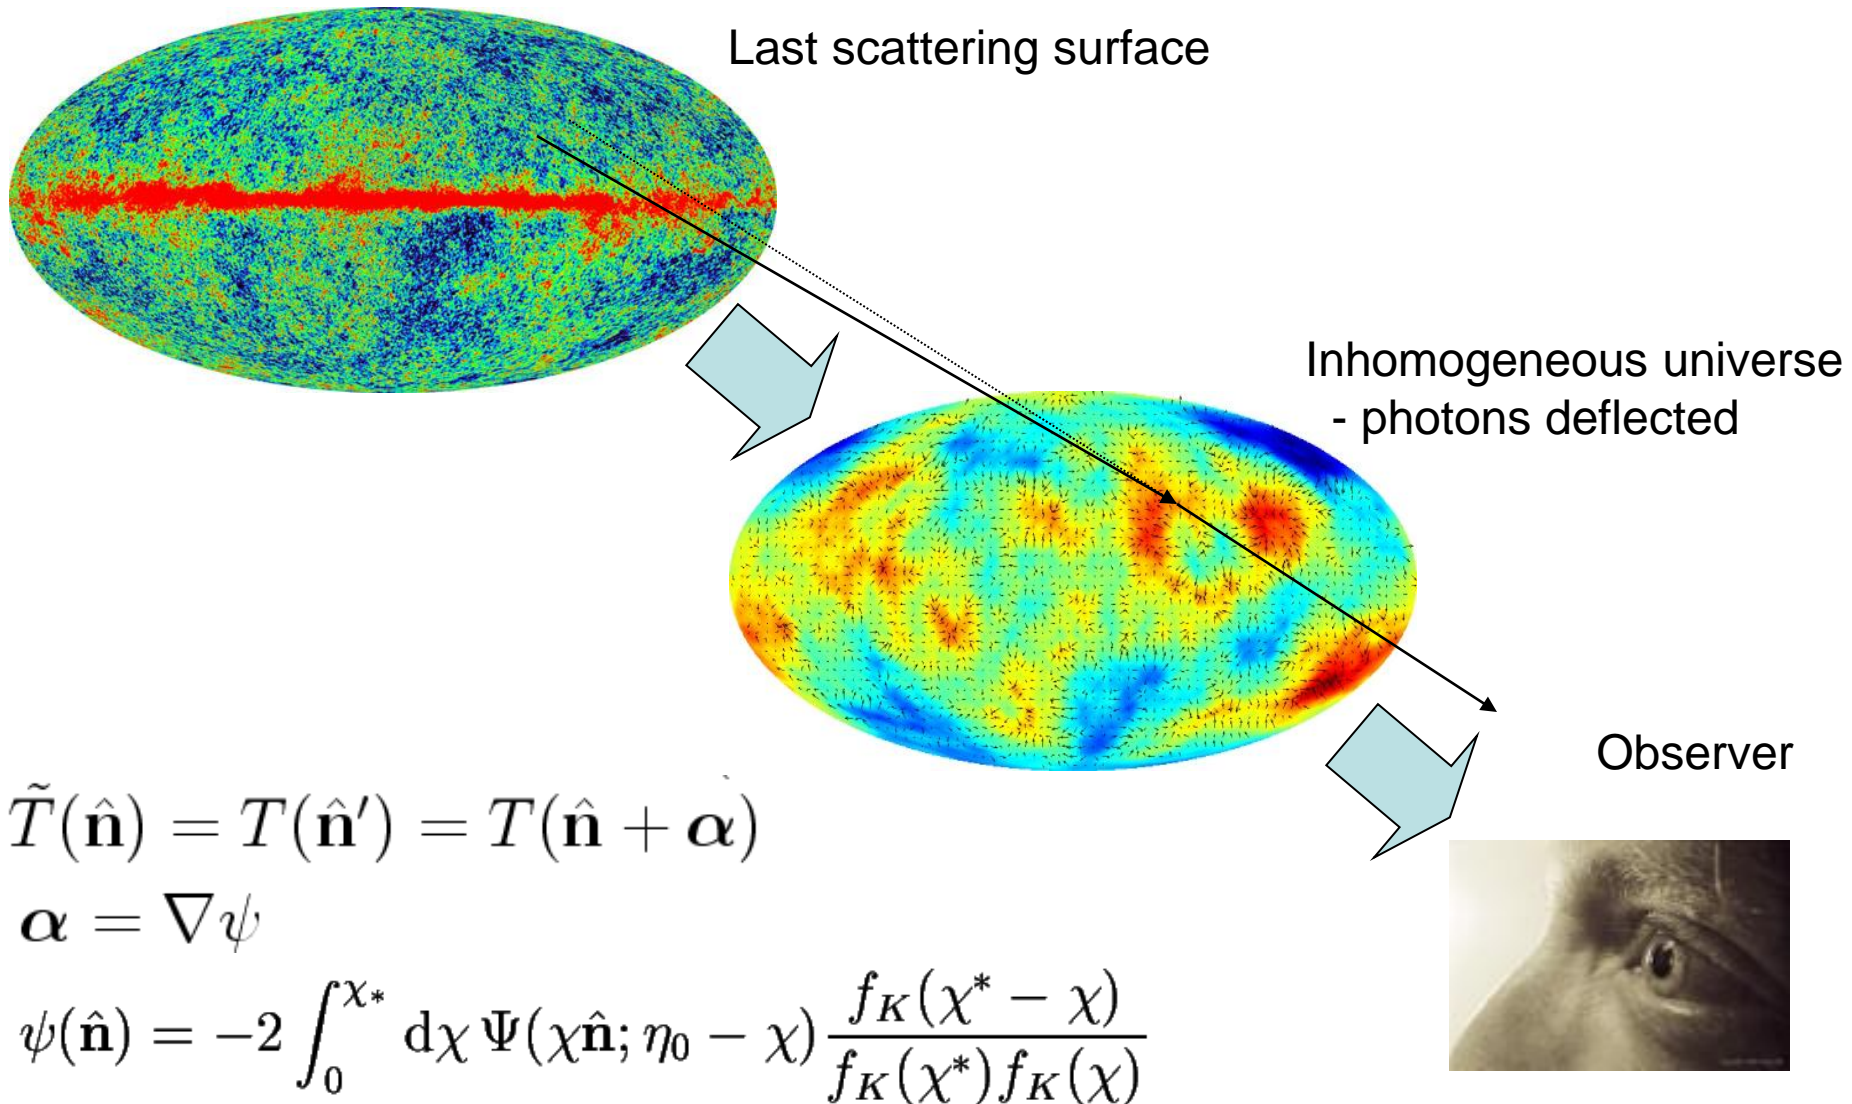 Last scattering surface
Inhomogeneous universe
- photons deflected
Observer
T̃(n̂) = T(n̂′) = T(n̂ + α)
α = ∇ψ
ψ(n̂) = −2 ∫₀^χ* dχ Ψ(χn̂; η₀ − χ) f_K(χ* − χ) / f_K(χ*)f_K(χ)